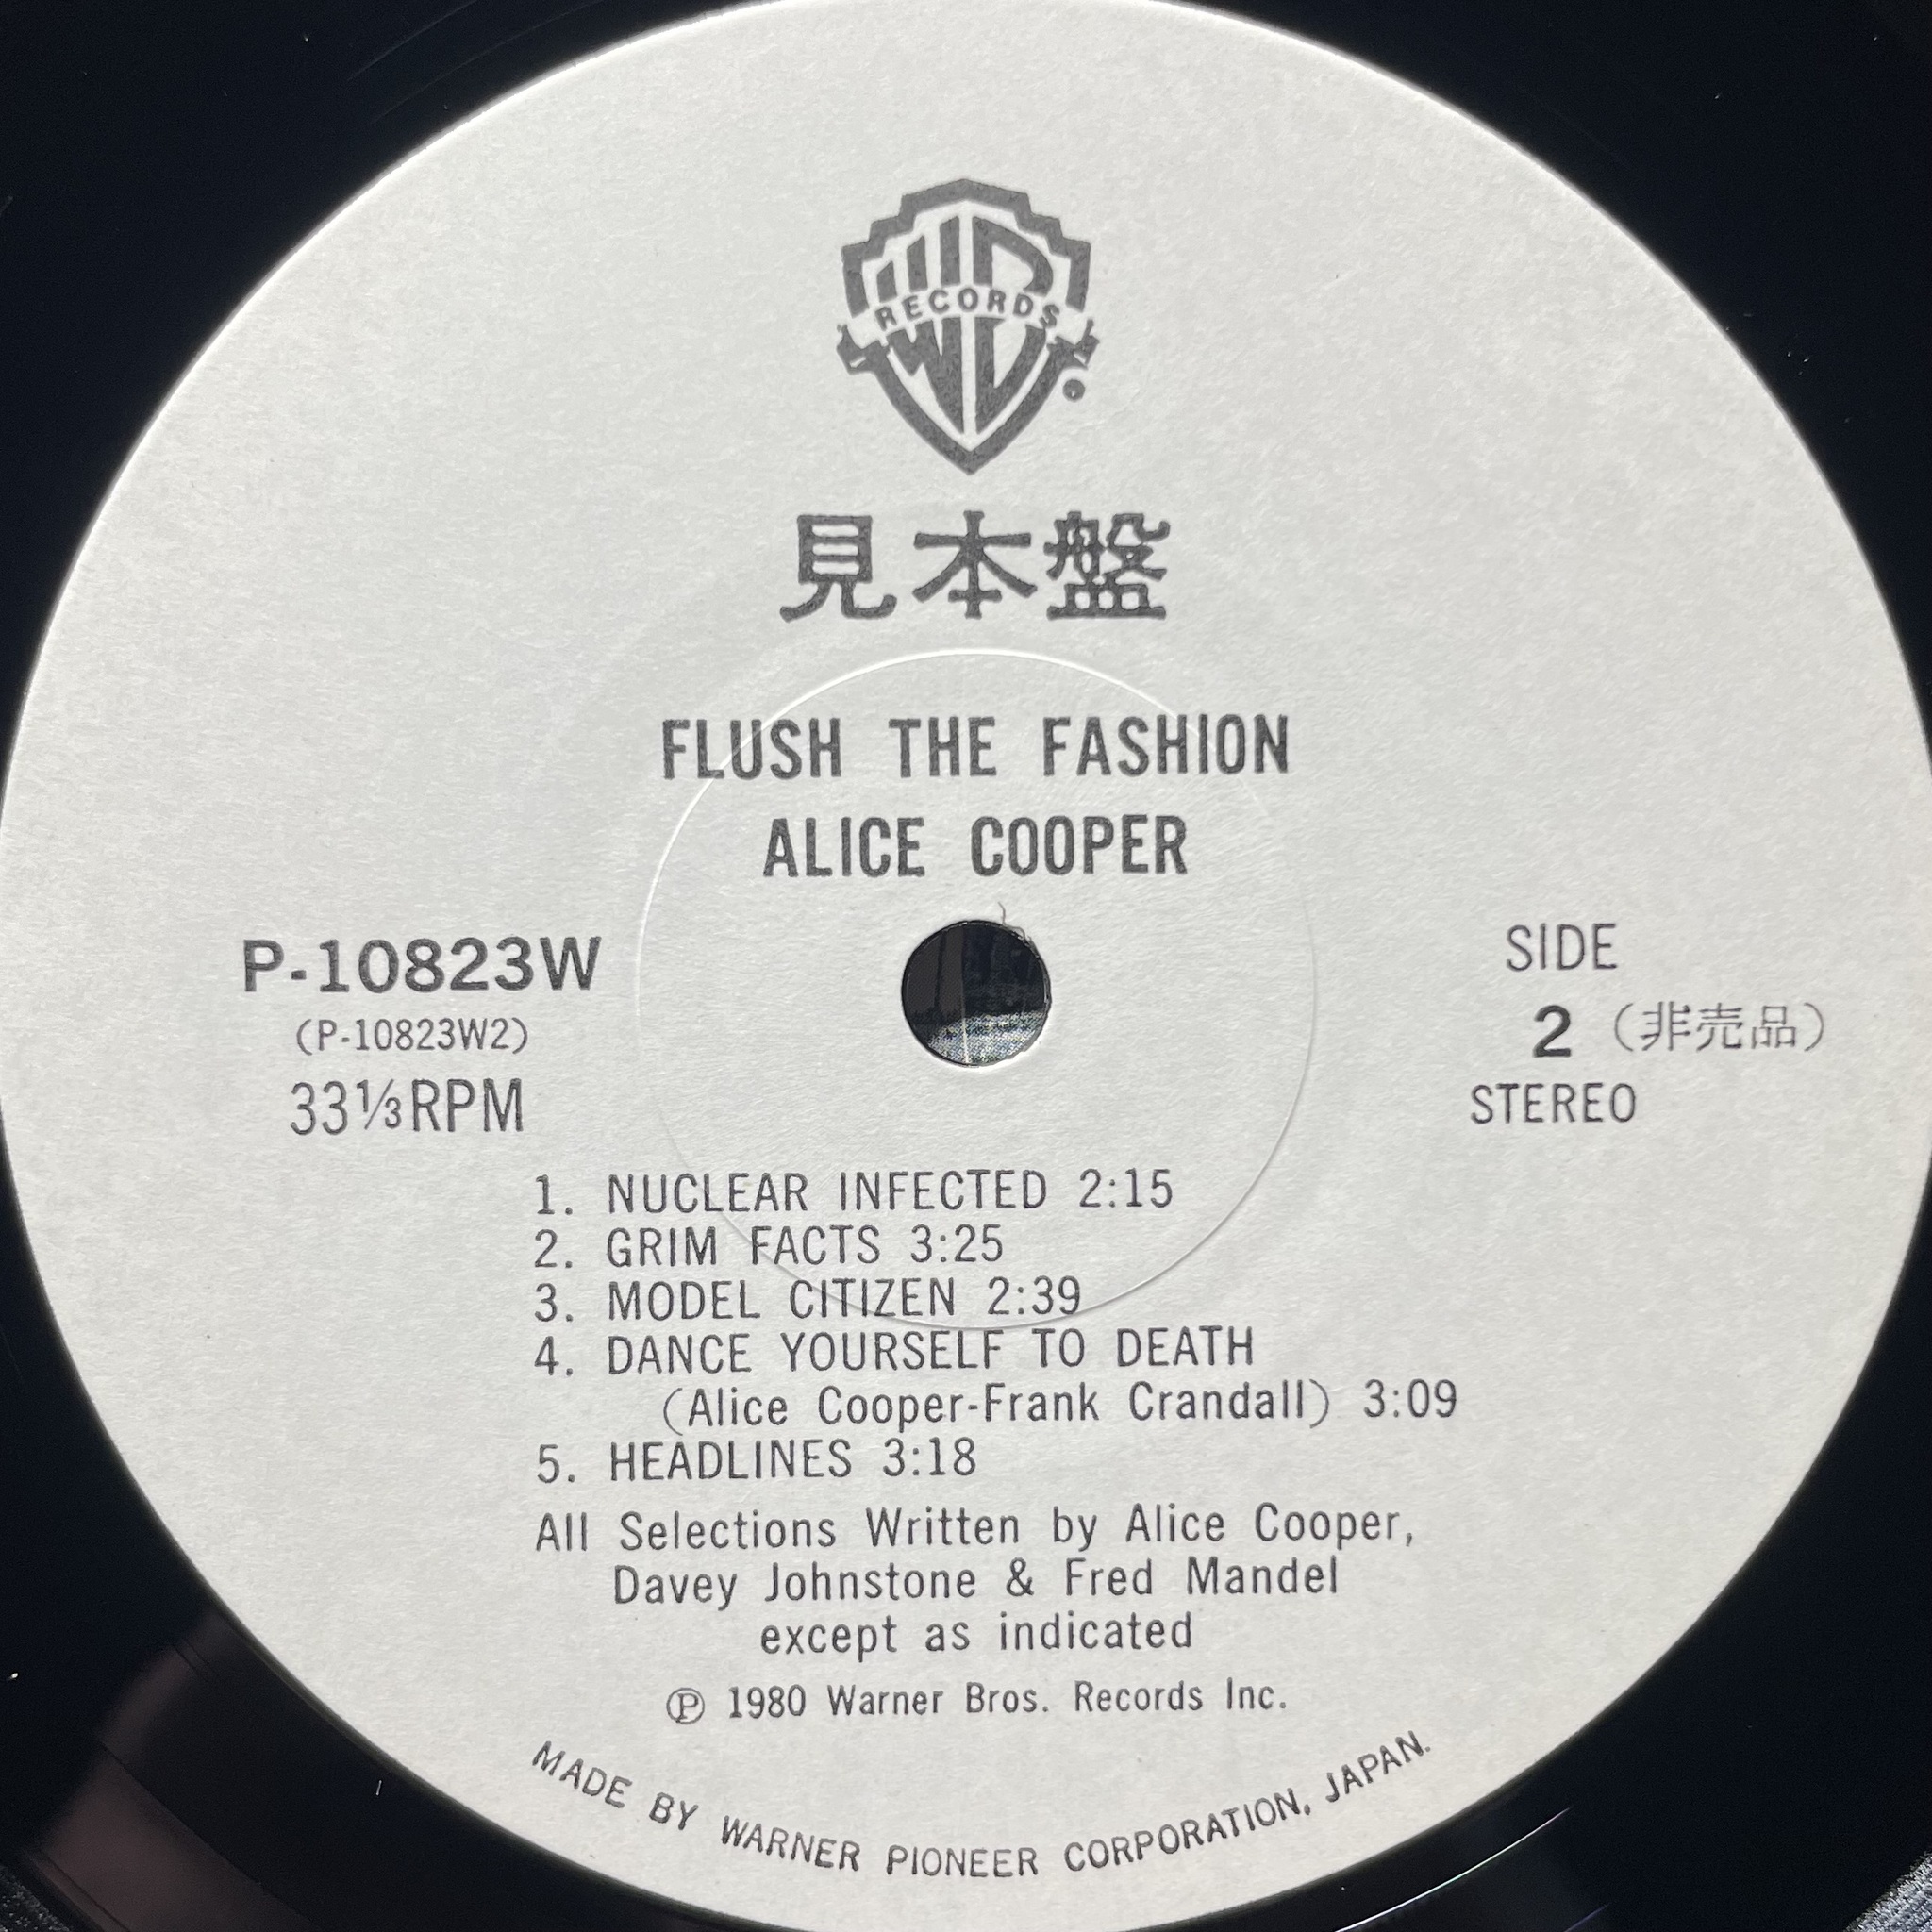 RECORDS
見本盤
FLUSH THE FASHION
ALICE COOPER
P-10823W
(P-10823W2)
33⅓RPM
SIDE
2 (非売品)
STEREO
1. NUCLEAR INFECTED 2:15
2. GRIM FACTS 3:25
3. MODEL CITIZEN 2:39
4. DANCE YOURSELF TO DEATH
(Alice Cooper-Frank Crandall) 3:09
5. HEADLINES 3:18
All Selections Written by Alice Cooper,
Davey Johnstone & Fred Mandel
except as indicated
℗ 1980 Warner Bros. Records Inc.
MADE BY WARNER PIONEER CORPORATION, JAPAN.